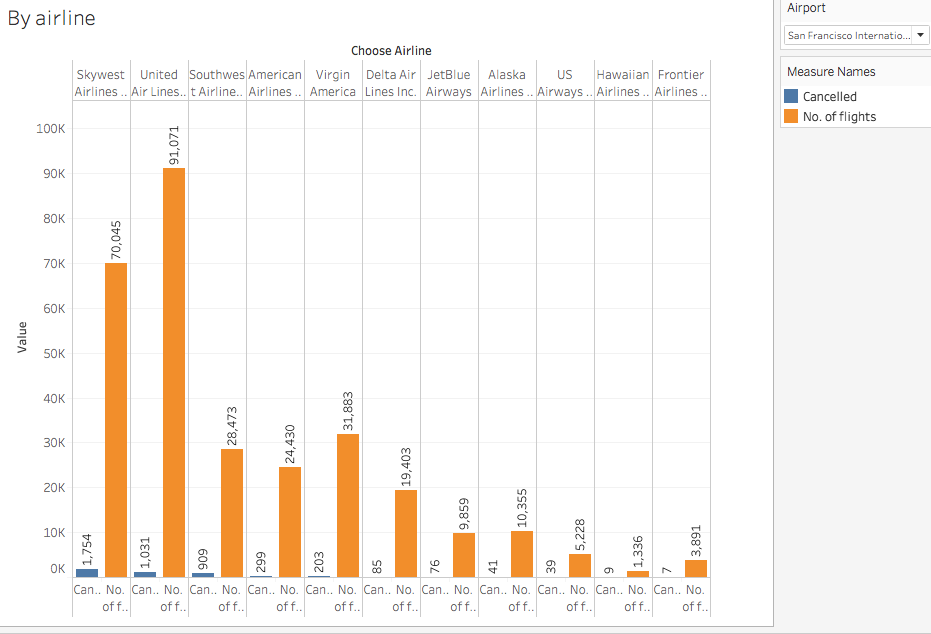 By airline
Airport
San Francisco Internatio...
Measure Names
Cancelled
No. of flights
Choose Airline
Skywest Airlines ..
United Air Lines..
Southwest Airline..
American Airlines ..
Virgin America
Delta Air Lines Inc.
JetBlue Airways
Alaska Airlines ..
US Airways ..
Hawaiian Airlines ..
Frontier Airlines ..
Value
100K
90K
80K
70K
60K
50K
40K
30K
20K
10K
0K
1,754
70,045
1,031
91,071
909
28,473
299
24,430
203
31,883
85
19,403
76
9,859
41
10,355
39
5,228
9
1,336
7
3,891
Can.. No. of f..
Can.. No. of f..
Can.. No. of f..
Can.. No. of f..
Can.. No. of f..
Can.. No. of f..
Can.. No. of f..
Can.. No. of f..
Can.. No. of f..
Can.. No. of f..
Can.. No. of f..